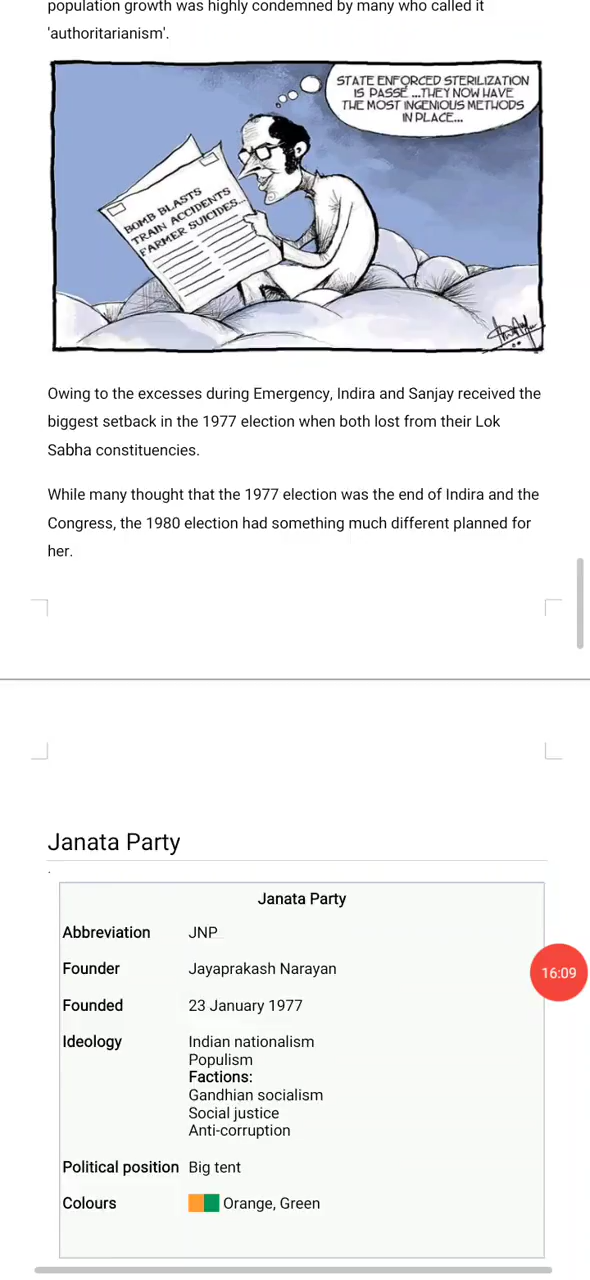 population growth was highly condemned by many who called it
'authoritarianism'.
STATE ENFORCED STERILIZATION
IS PASSÉ ...THEY NOW HAVE
THE MOST INGENIOUS METHODS
IN PLACE...
BOMB BLASTS
TRAIN ACCIDENTS
FARMER SUICIDES...
Owing to the excesses during Emergency, Indira and Sanjay received the
biggest setback in the 1977 election when both lost from their Lok
Sabha constituencies.
While many thought that the 1977 election was the end of Indira and the
Congress, the 1980 election had something much different planned for
her.
Janata Party
.
Janata Party
Abbreviation JNP
Founder Jayaprakash Narayan
16:09
Founded 23 January 1977
Ideology Indian nationalism
Populism
Factions:
Gandhian socialism
Social justice
Anti-corruption
Political position Big tent
Colours Orange, Green